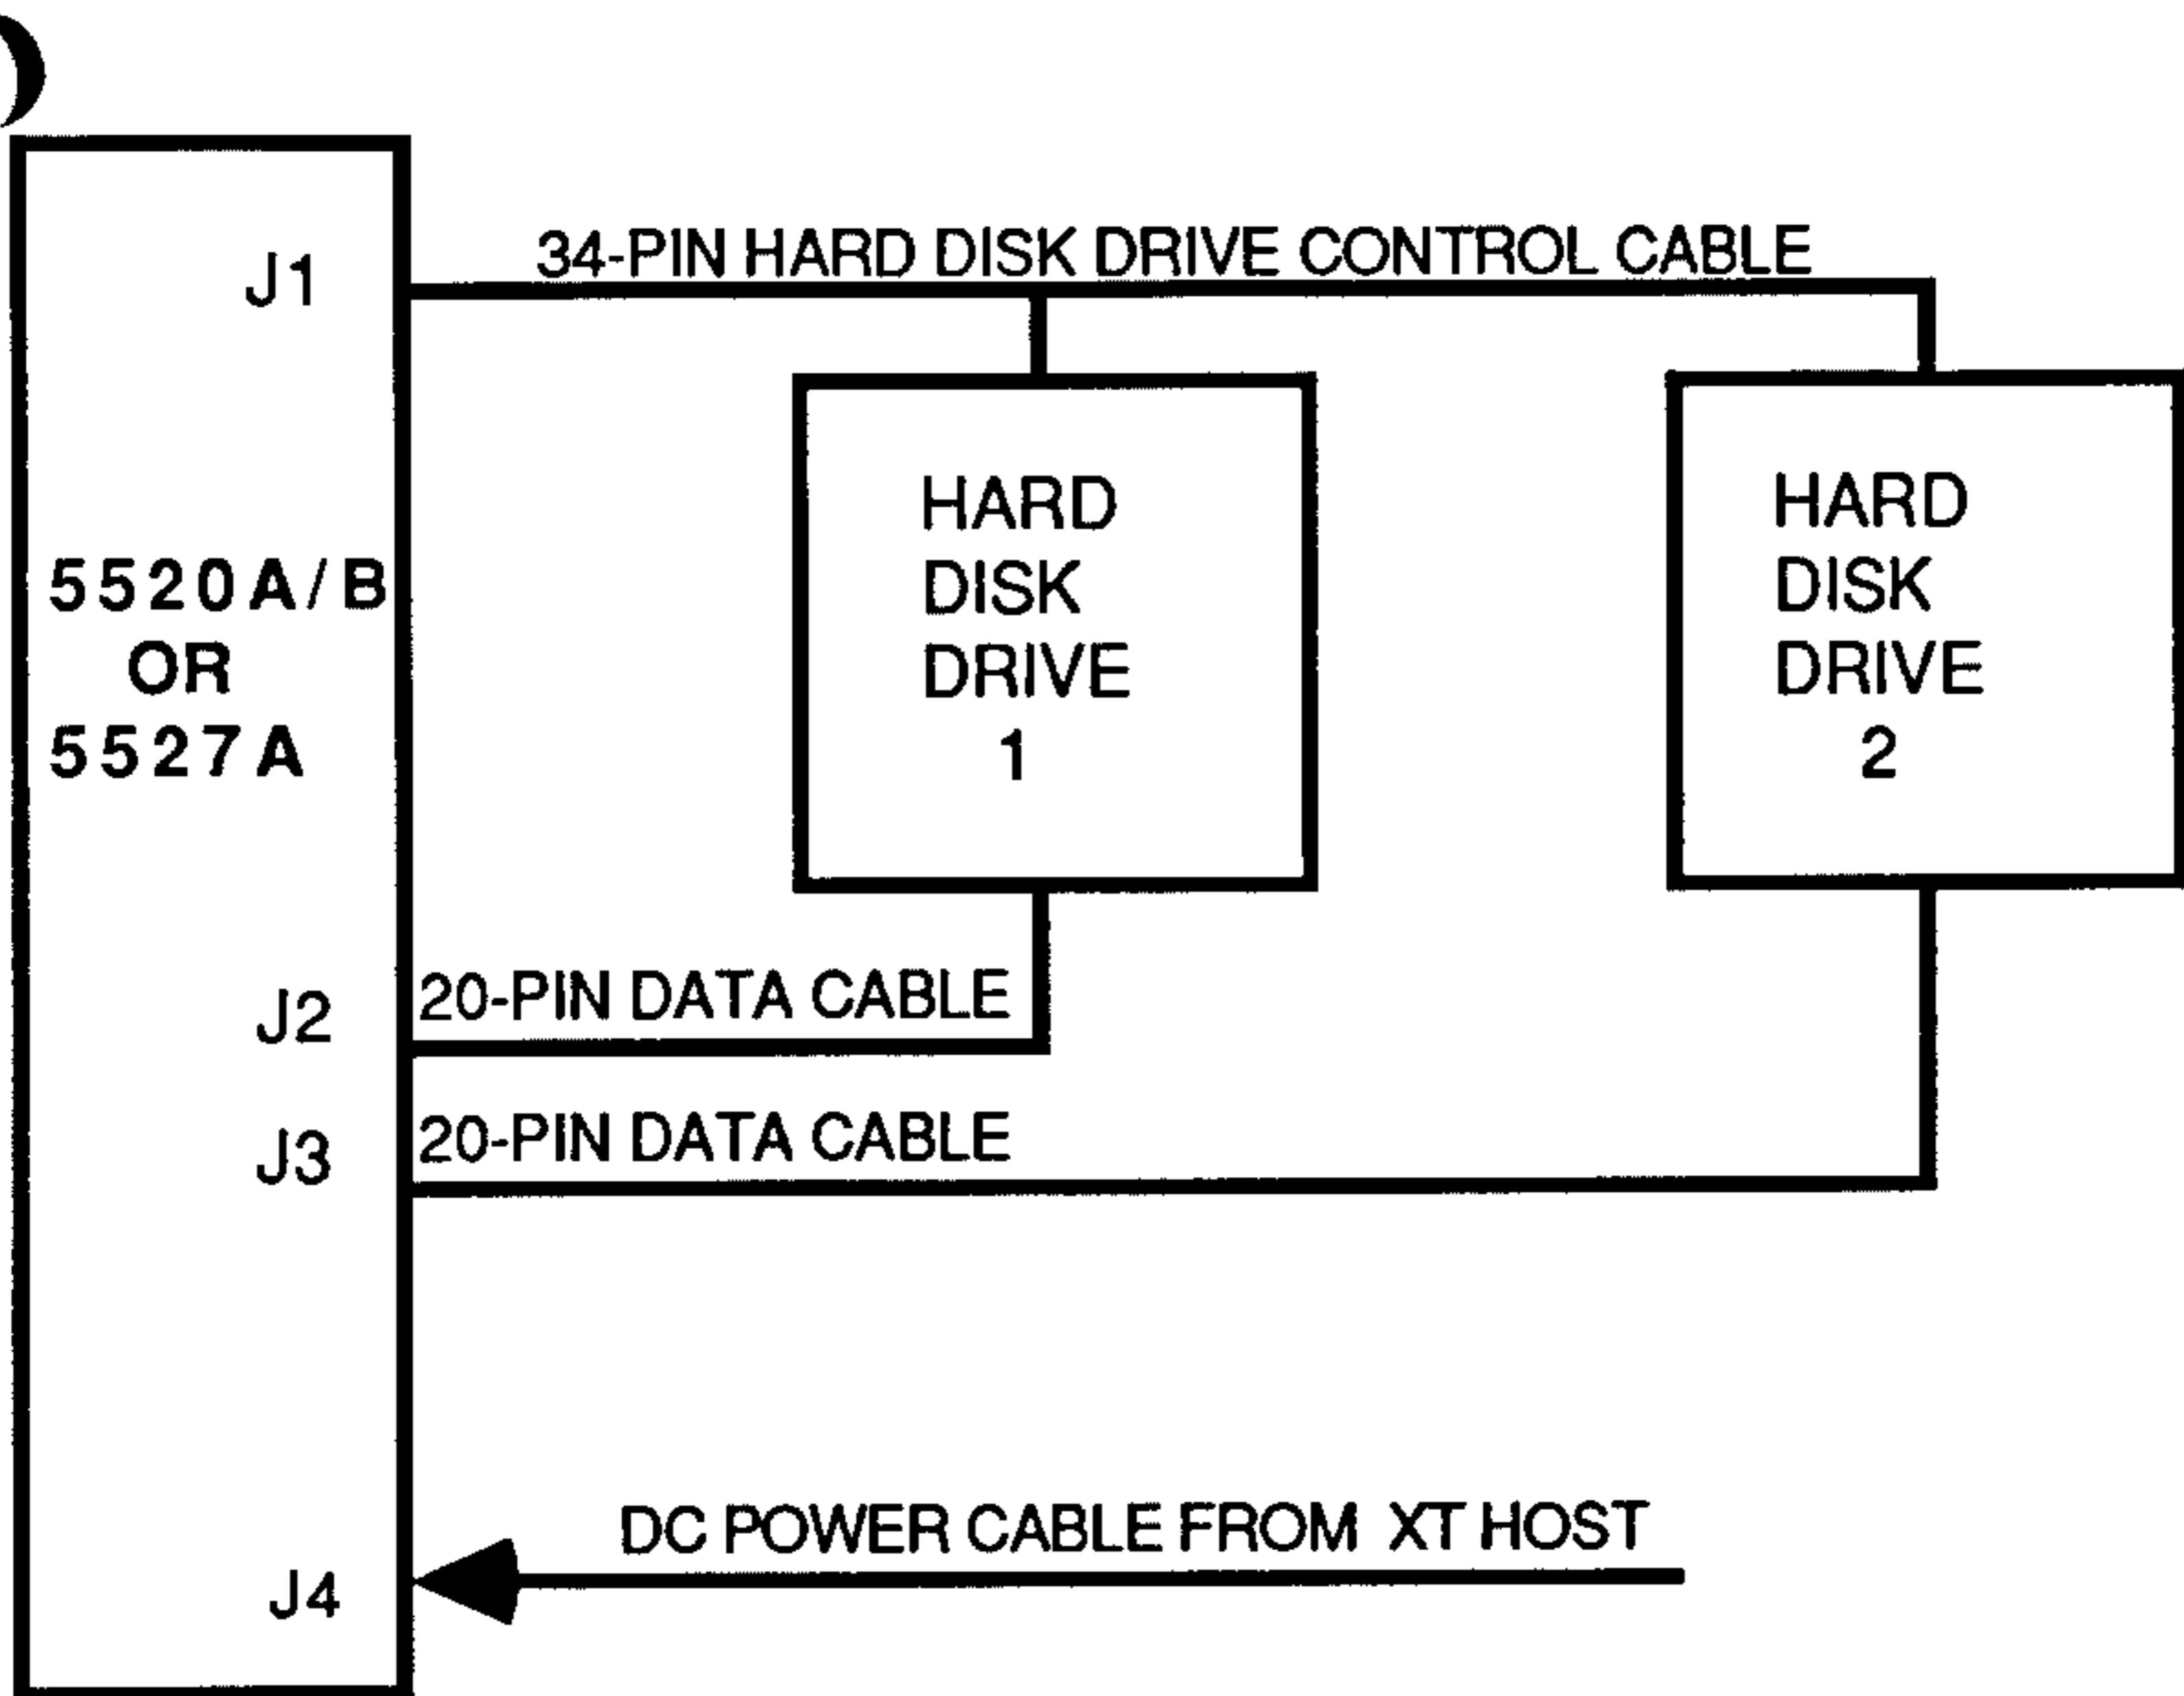 34-PIN HARD DISK DRIVE CONTROL CABLE
J1
HARD
DISK
DRIVE
1
HARD
DISK
DRIVE
2
5520A/B
OR
5527A
20-PIN DATA CABLE
J2
20-PIN DATA CABLE
J3
DC POWER CABLE FROM XT HOST
J4